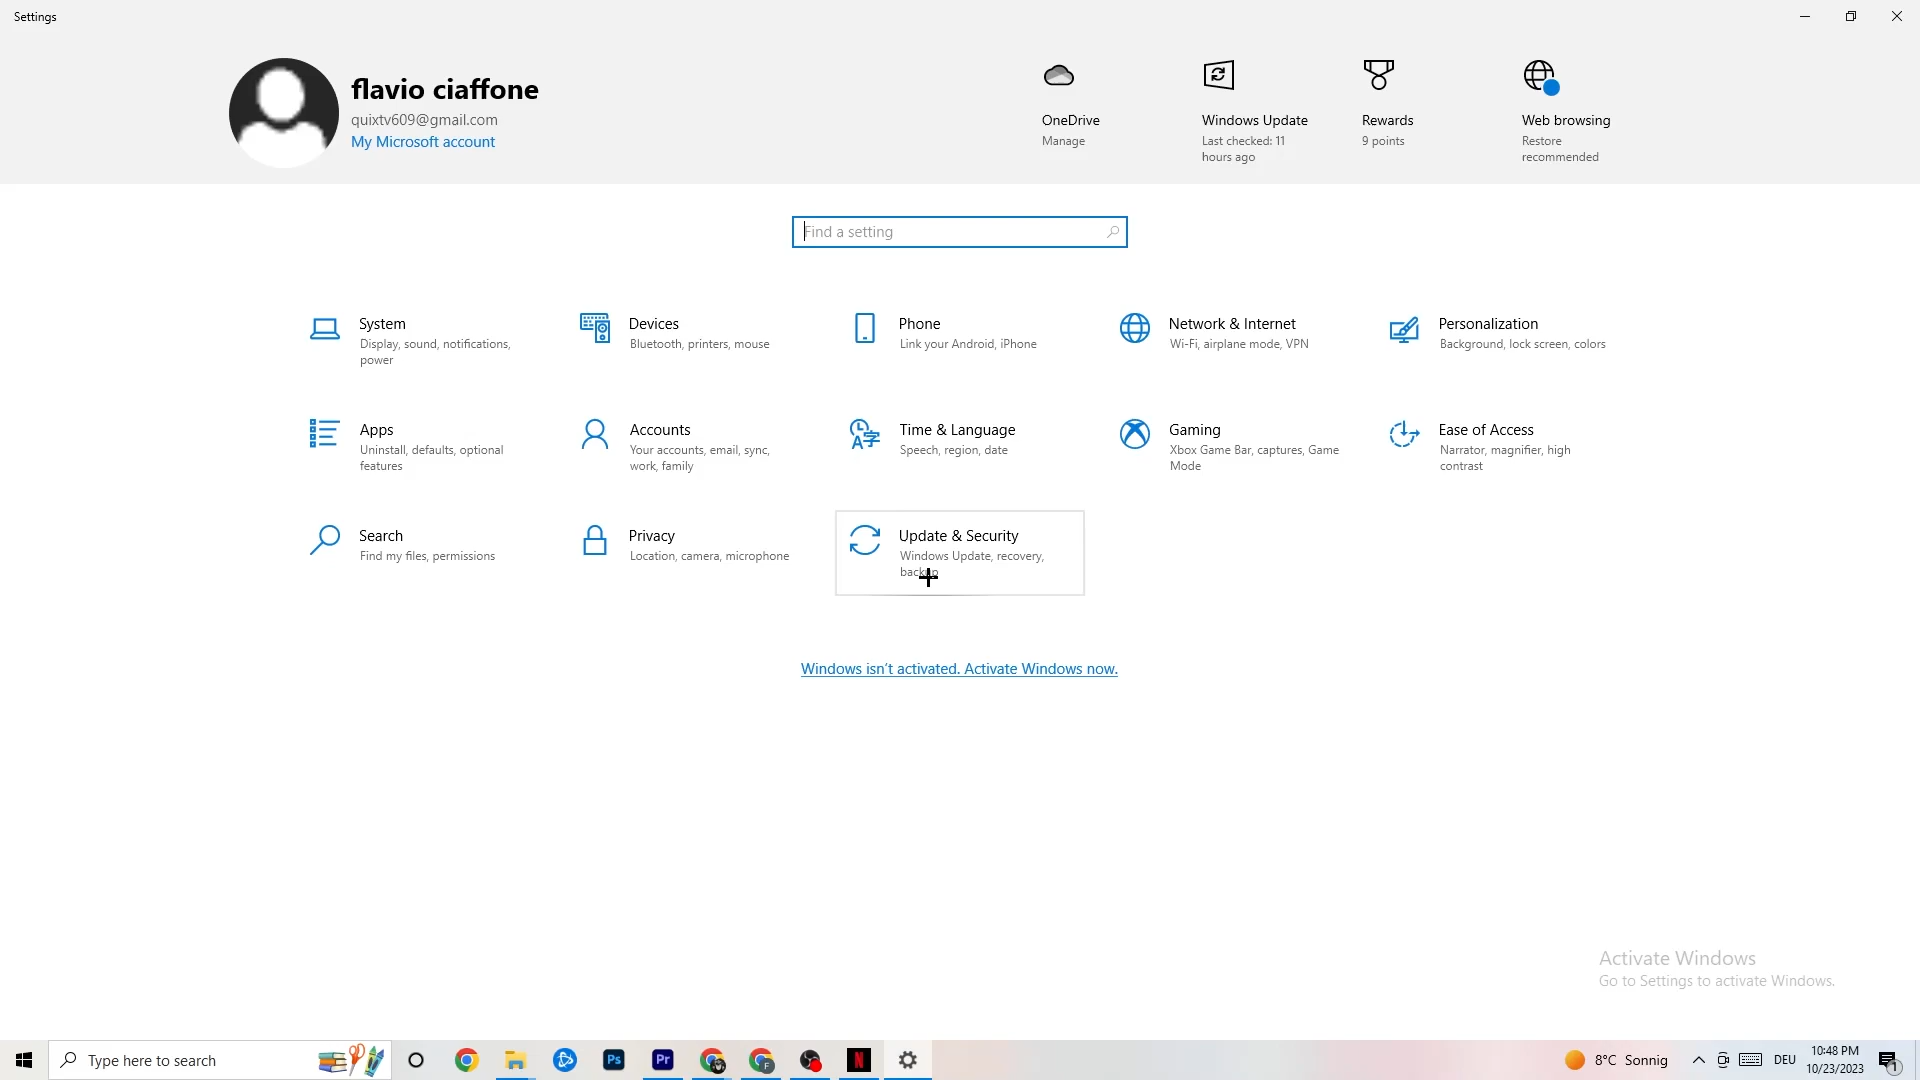 Settings
flavio ciaffone
quixtv609@gmail.com
My Microsoft account
OneDrive
Manage
Windows Update
Last checked: 11
hours ago
Rewards
9 points
Web browsing
Restore
recommended
Find a setting
System
Display, sound, notifications,
power
Devices
Bluetooth, printers, mouse
Phone
Link your Android, iPhone
Network & Internet
Wi-Fi, airplane mode, VPN
Personalization
Background, lock screen, colors
Apps
Uninstall, defaults, optional
features
Accounts
Your accounts, email, sync,
work, family
Time & Language
Speech, region, date
Gaming
Xbox Game Bar, captures, Game
Mode
Ease of Access
Narrator, magnifier, high
contrast
Search
Find my files, permissions
Privacy
Location, camera, microphone
Update & Security
Windows Update, recovery,
backup
Windows isn't activated. Activate Windows now.
Activate Windows
Go to Settings to activate Windows.
Type here to search
Ps
Pr
F
N
8°C Sonnig
DEU
10:48 PM
10/23/2023
1